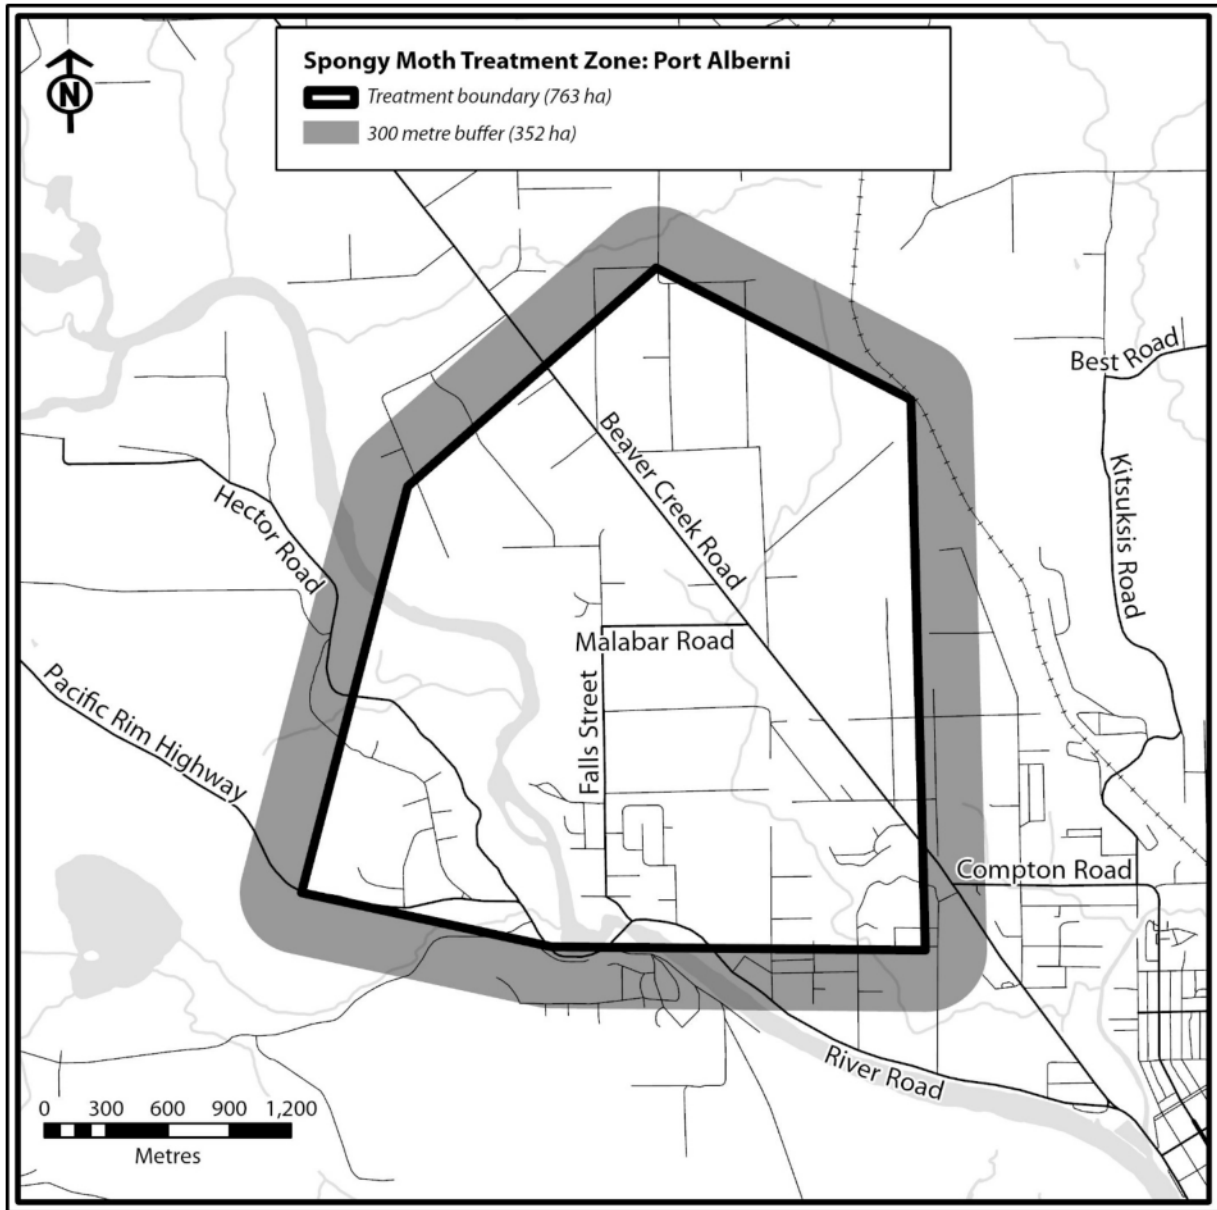 Spongy Moth Treatment Zone: Port Alberni
Treatment boundary (763 ha)
300 metre buffer (352 ha)
N
Best Road
Beaver Creek Road
Kitsuksis Road
Hector Road
Malabar Road
Pacific Rim Highway
Falls Street
Compton Road
River Road
0 300 600 900 1,200
Metres